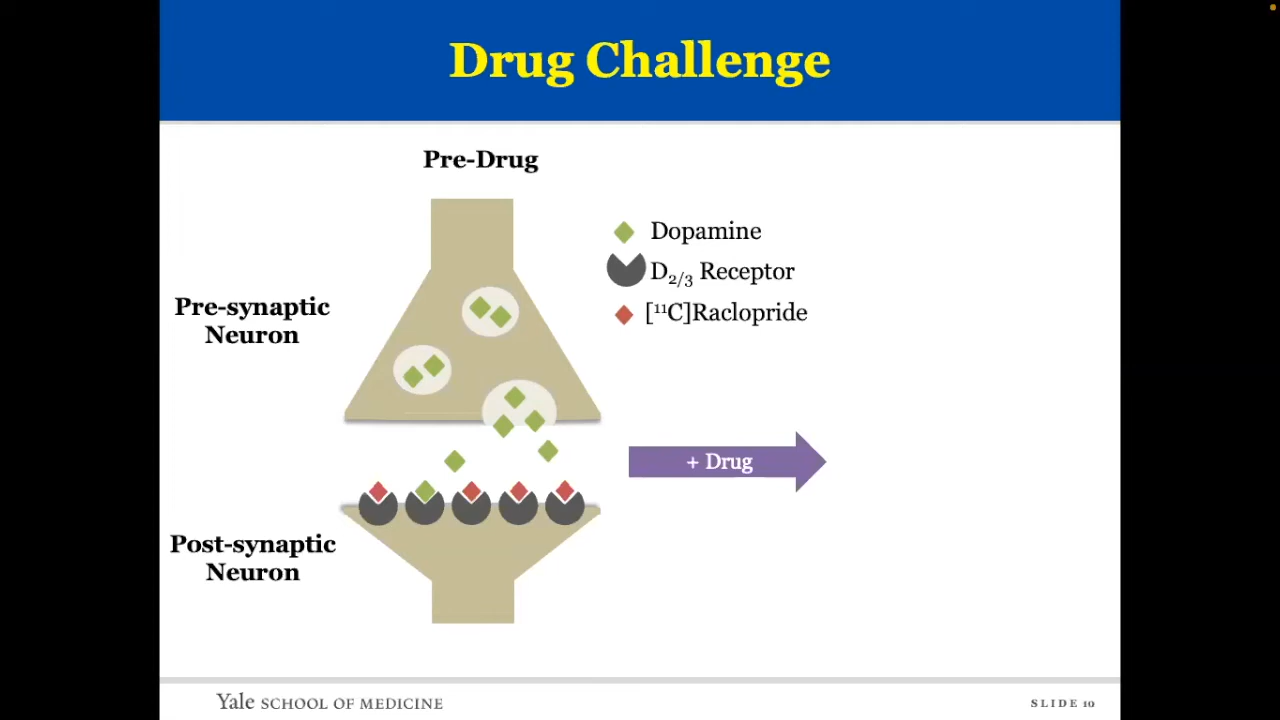 Drug Challenge
Pre-Drug
Dopamine
D₂/₃ Receptor
[¹¹C]Raclopride
Pre-synaptic
Neuron
+ Drug
Post-synaptic
Neuron
Yale SCHOOL OF MEDICINE
SLIDE 10